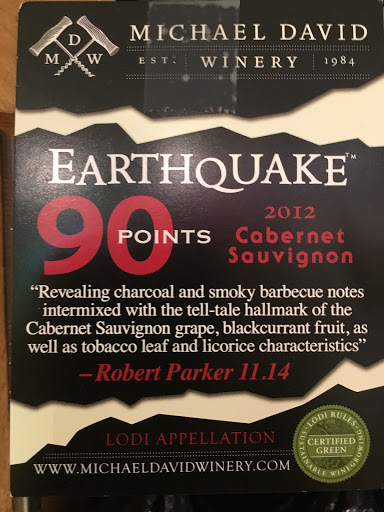 D
M W
MICHAEL DAVID
EST. WINERY 1984
EARTHQUAKE™
90 POINTS
2012
Cabernet
Sauvignon
“Revealing charcoal and smoky barbecue notes
intermixed with the tell-tale hallmark of the
Cabernet Sauvignon grape, blackcurrant fruit, as
well as tobacco leaf and licorice characteristics”
–Robert Parker 11.14
LODI APPELLATION
WWW.MICHAELDAVIDWINERY.COM
• LODI RULES •
SUSTAINABLE WINEGROWING
CERTIFIED
GREEN